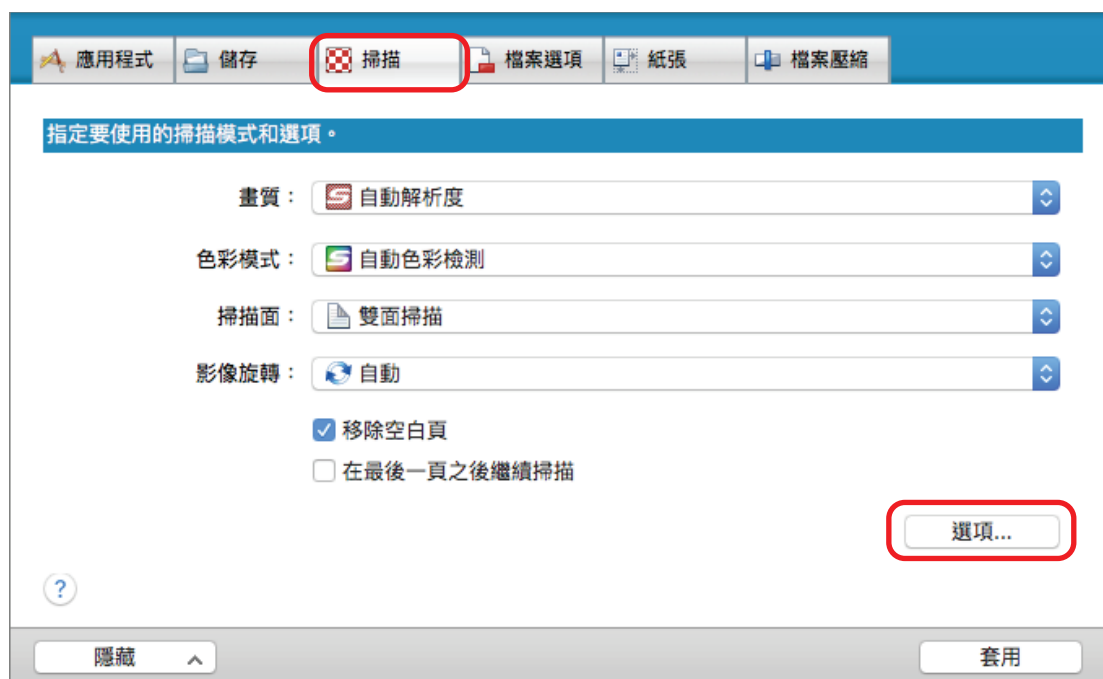 應用程式 儲存 掃描 檔案選項 紙張 檔案壓縮
指定要使用的掃描模式和選項。
畫質： 自動解析度
色彩模式： 自動色彩檢測
掃描面： 雙面掃描
影像旋轉： 自動
移除空白頁
在最後一頁之後繼續掃描
選項...
?
隱藏 套用